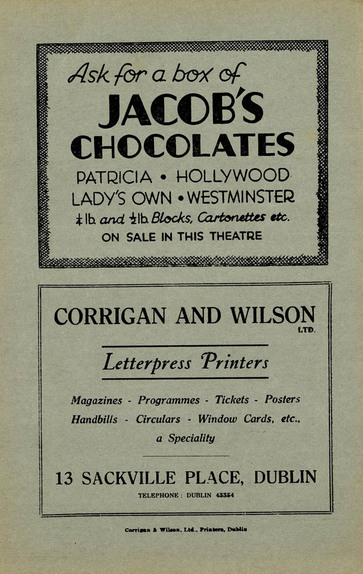 Ask for a box of
JACOB'S
CHOCOLATES
PATRICIA • HOLLYWOOD
LADY'S OWN • WESTMINSTER
¼ lb. and ½ lb. Blocks, Cartonettes etc.
ON SALE IN THIS THEATRE
CORRIGAN AND WILSON
LTD.
Letterpress Printers
Magazines - Programmes - Tickets - Posters
Handbills - Circulars - Window Cards, etc.,
a Speciality
13 SACKVILLE PLACE, DUBLIN
TELEPHONE: DUBLIN 43354
Corrigan & Wilson, Ltd., Printers, Dublin